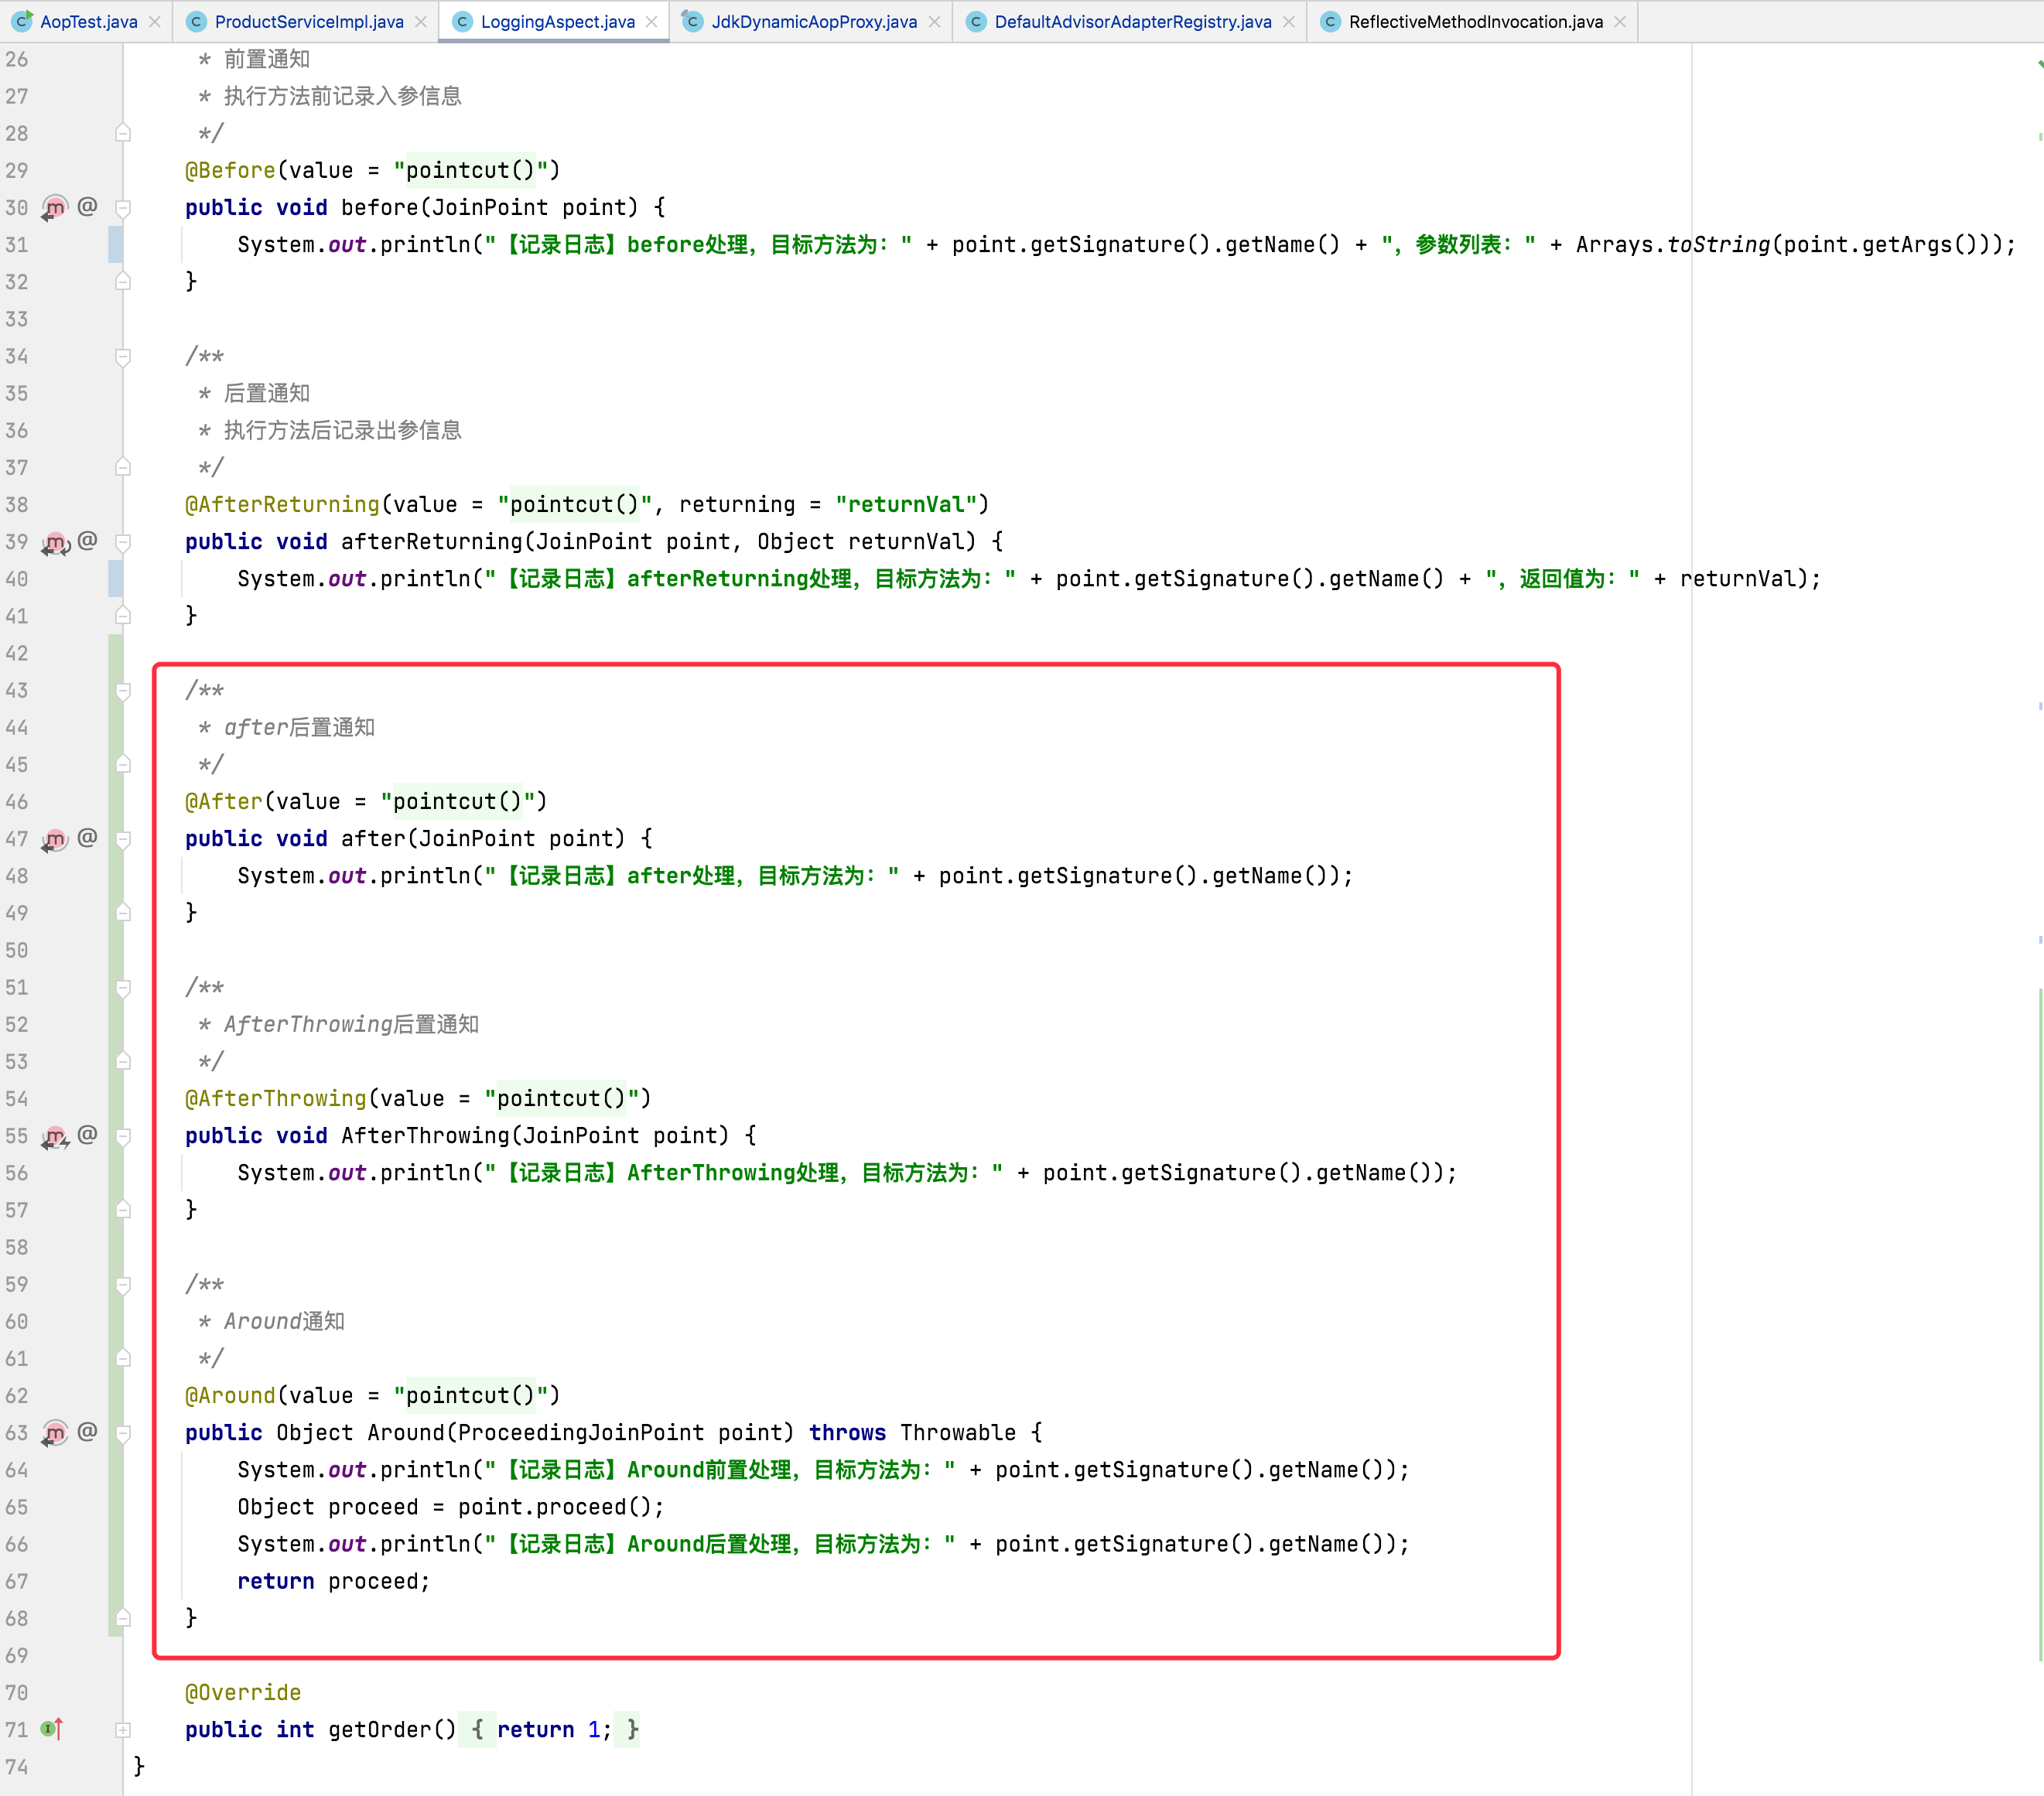 AopTest.java ProductServiceImpl.java LoggingAspect.java JdkDynamicAopProxy.java DefaultAdvisorAdapterRegistry.java ReflectiveMethodInvocation.java
26 * 前置通知
27 * 执行方法前记录入参信息
28 */
29 @Before(value = "pointcut()")
30 public void before(JoinPoint point) {
31 System.out.println("【记录日志】before处理，目标方法为：" + point.getSignature().getName() + "，参数列表：" + Arrays.toString(point.getArgs()));
32 }
33
34 /**
35 * 后置通知
36 * 执行方法后记录出参信息
37 */
38 @AfterReturning(value = "pointcut()", returning = "returnVal")
39 public void afterReturning(JoinPoint point, Object returnVal) {
40 System.out.println("【记录日志】afterReturning处理，目标方法为：" + point.getSignature().getName() + "，返回值为：" + returnVal);
41 }
42
43 /**
44 * after后置通知
45 */
46 @After(value = "pointcut()")
47 public void after(JoinPoint point) {
48 System.out.println("【记录日志】after处理，目标方法为：" + point.getSignature().getName());
49 }
50
51 /**
52 * AfterThrowing后置通知
53 */
54 @AfterThrowing(value = "pointcut()")
55 public void AfterThrowing(JoinPoint point) {
56 System.out.println("【记录日志】AfterThrowing处理，目标方法为：" + point.getSignature().getName());
57 }
58
59 /**
60 * Around通知
61 */
62 @Around(value = "pointcut()")
63 public Object Around(ProceedingJoinPoint point) throws Throwable {
64 System.out.println("【记录日志】Around前置处理，目标方法为：" + point.getSignature().getName());
65 Object proceed = point.proceed();
66 System.out.println("【记录日志】Around后置处理，目标方法为：" + point.getSignature().getName());
67 return proceed;
68 }
69
70 @Override
71 public int getOrder() { return 1; }
74 }